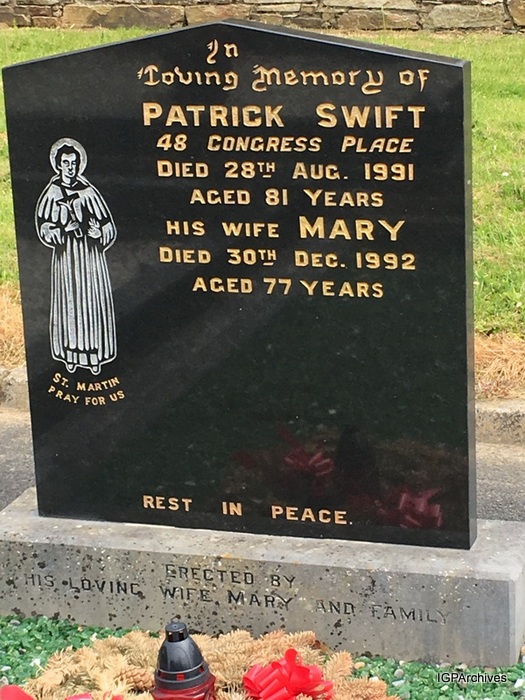 In
Loving Memory of
PATRICK SWIFT
48 CONGRESS PLACE
DIED 28TH AUG. 1991
AGED 81 YEARS
HIS WIFE MARY
DIED 30TH DEC. 1992
AGED 77 YEARS
ST. MARTIN
PRAY FOR US
REST IN PEACE.
ERECTED BY
HIS LOVING WIFE MARY AND FAMILY
IGPArchives